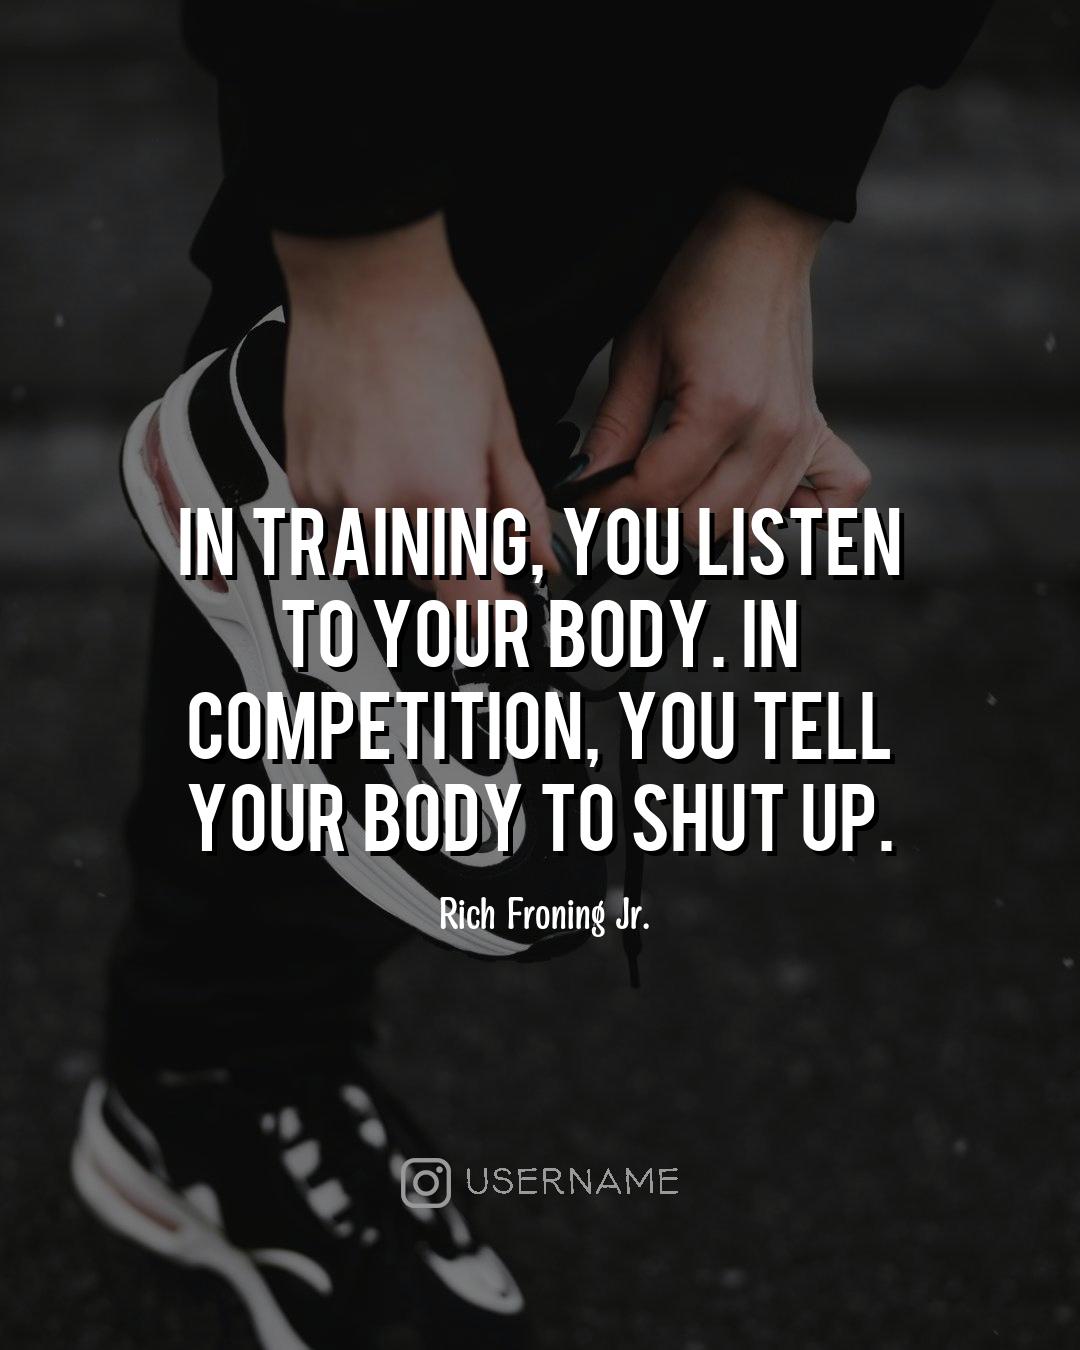 IN TRAINING, YOU LISTEN
TO YOUR BODY. IN
COMPETITION, YOU TELL
YOUR BODY TO SHUT UP.
Rich Froning Jr.
USERNAME